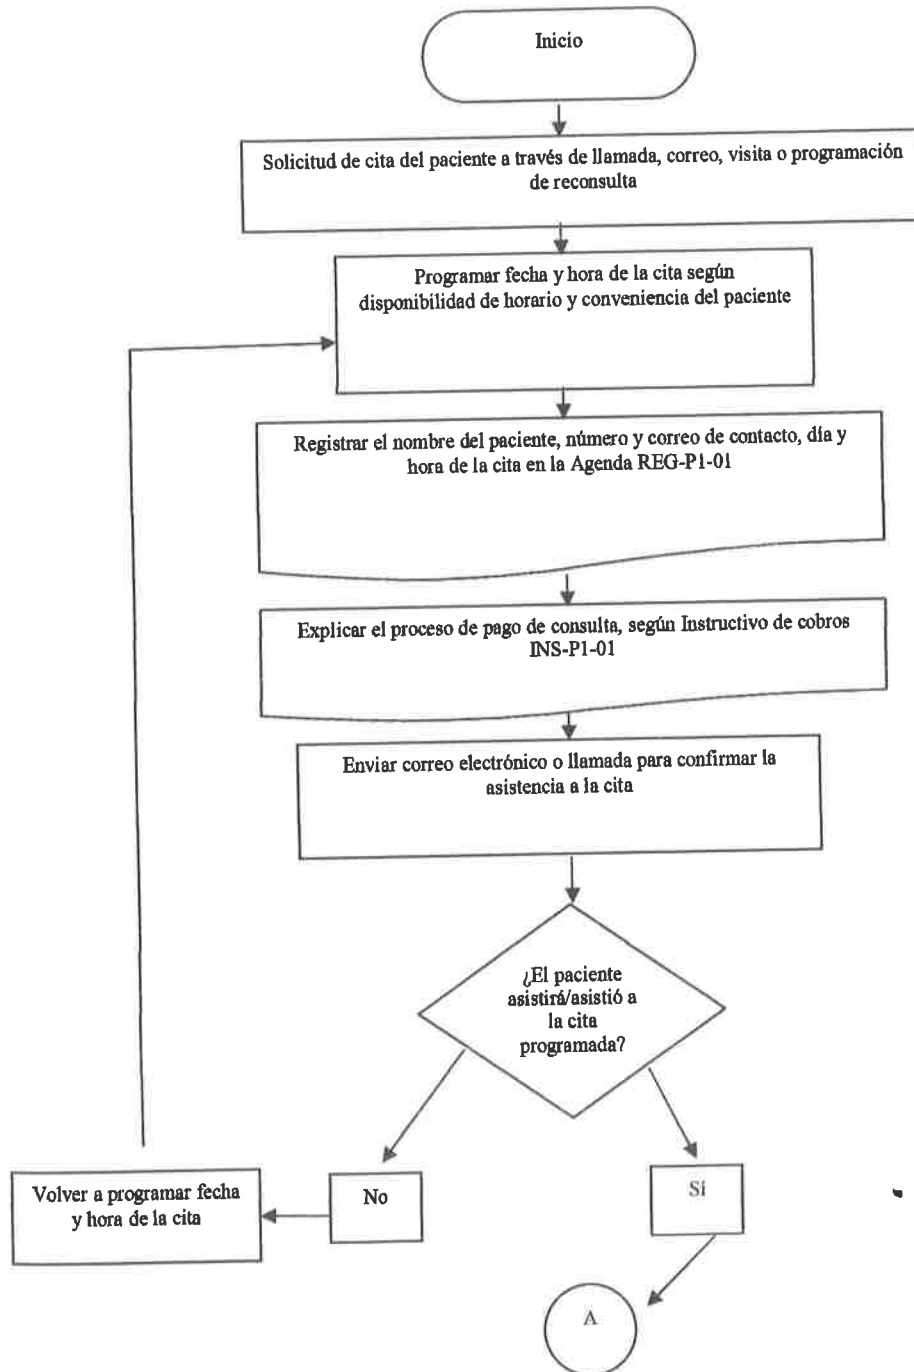 Inicio
Solicitud de cita del paciente a través de llamada, correo, visita o programación
de reconsulta
Programar fecha y hora de la cita según
disponibilidad de horario y conveniencia del paciente
Registrar el nombre del paciente, número y correo de contacto, día y
hora de la cita en la Agenda REG-P1-01
Explicar el proceso de pago de consulta, según Instructivo de cobros
INS-P1-01
Enviar correo electrónico o llamada para confirmar la
asistencia a la cita
¿El paciente
asistirá/asistió a
la cita
programada?
Volver a programar fecha
y hora de la cita
No
Sí
A